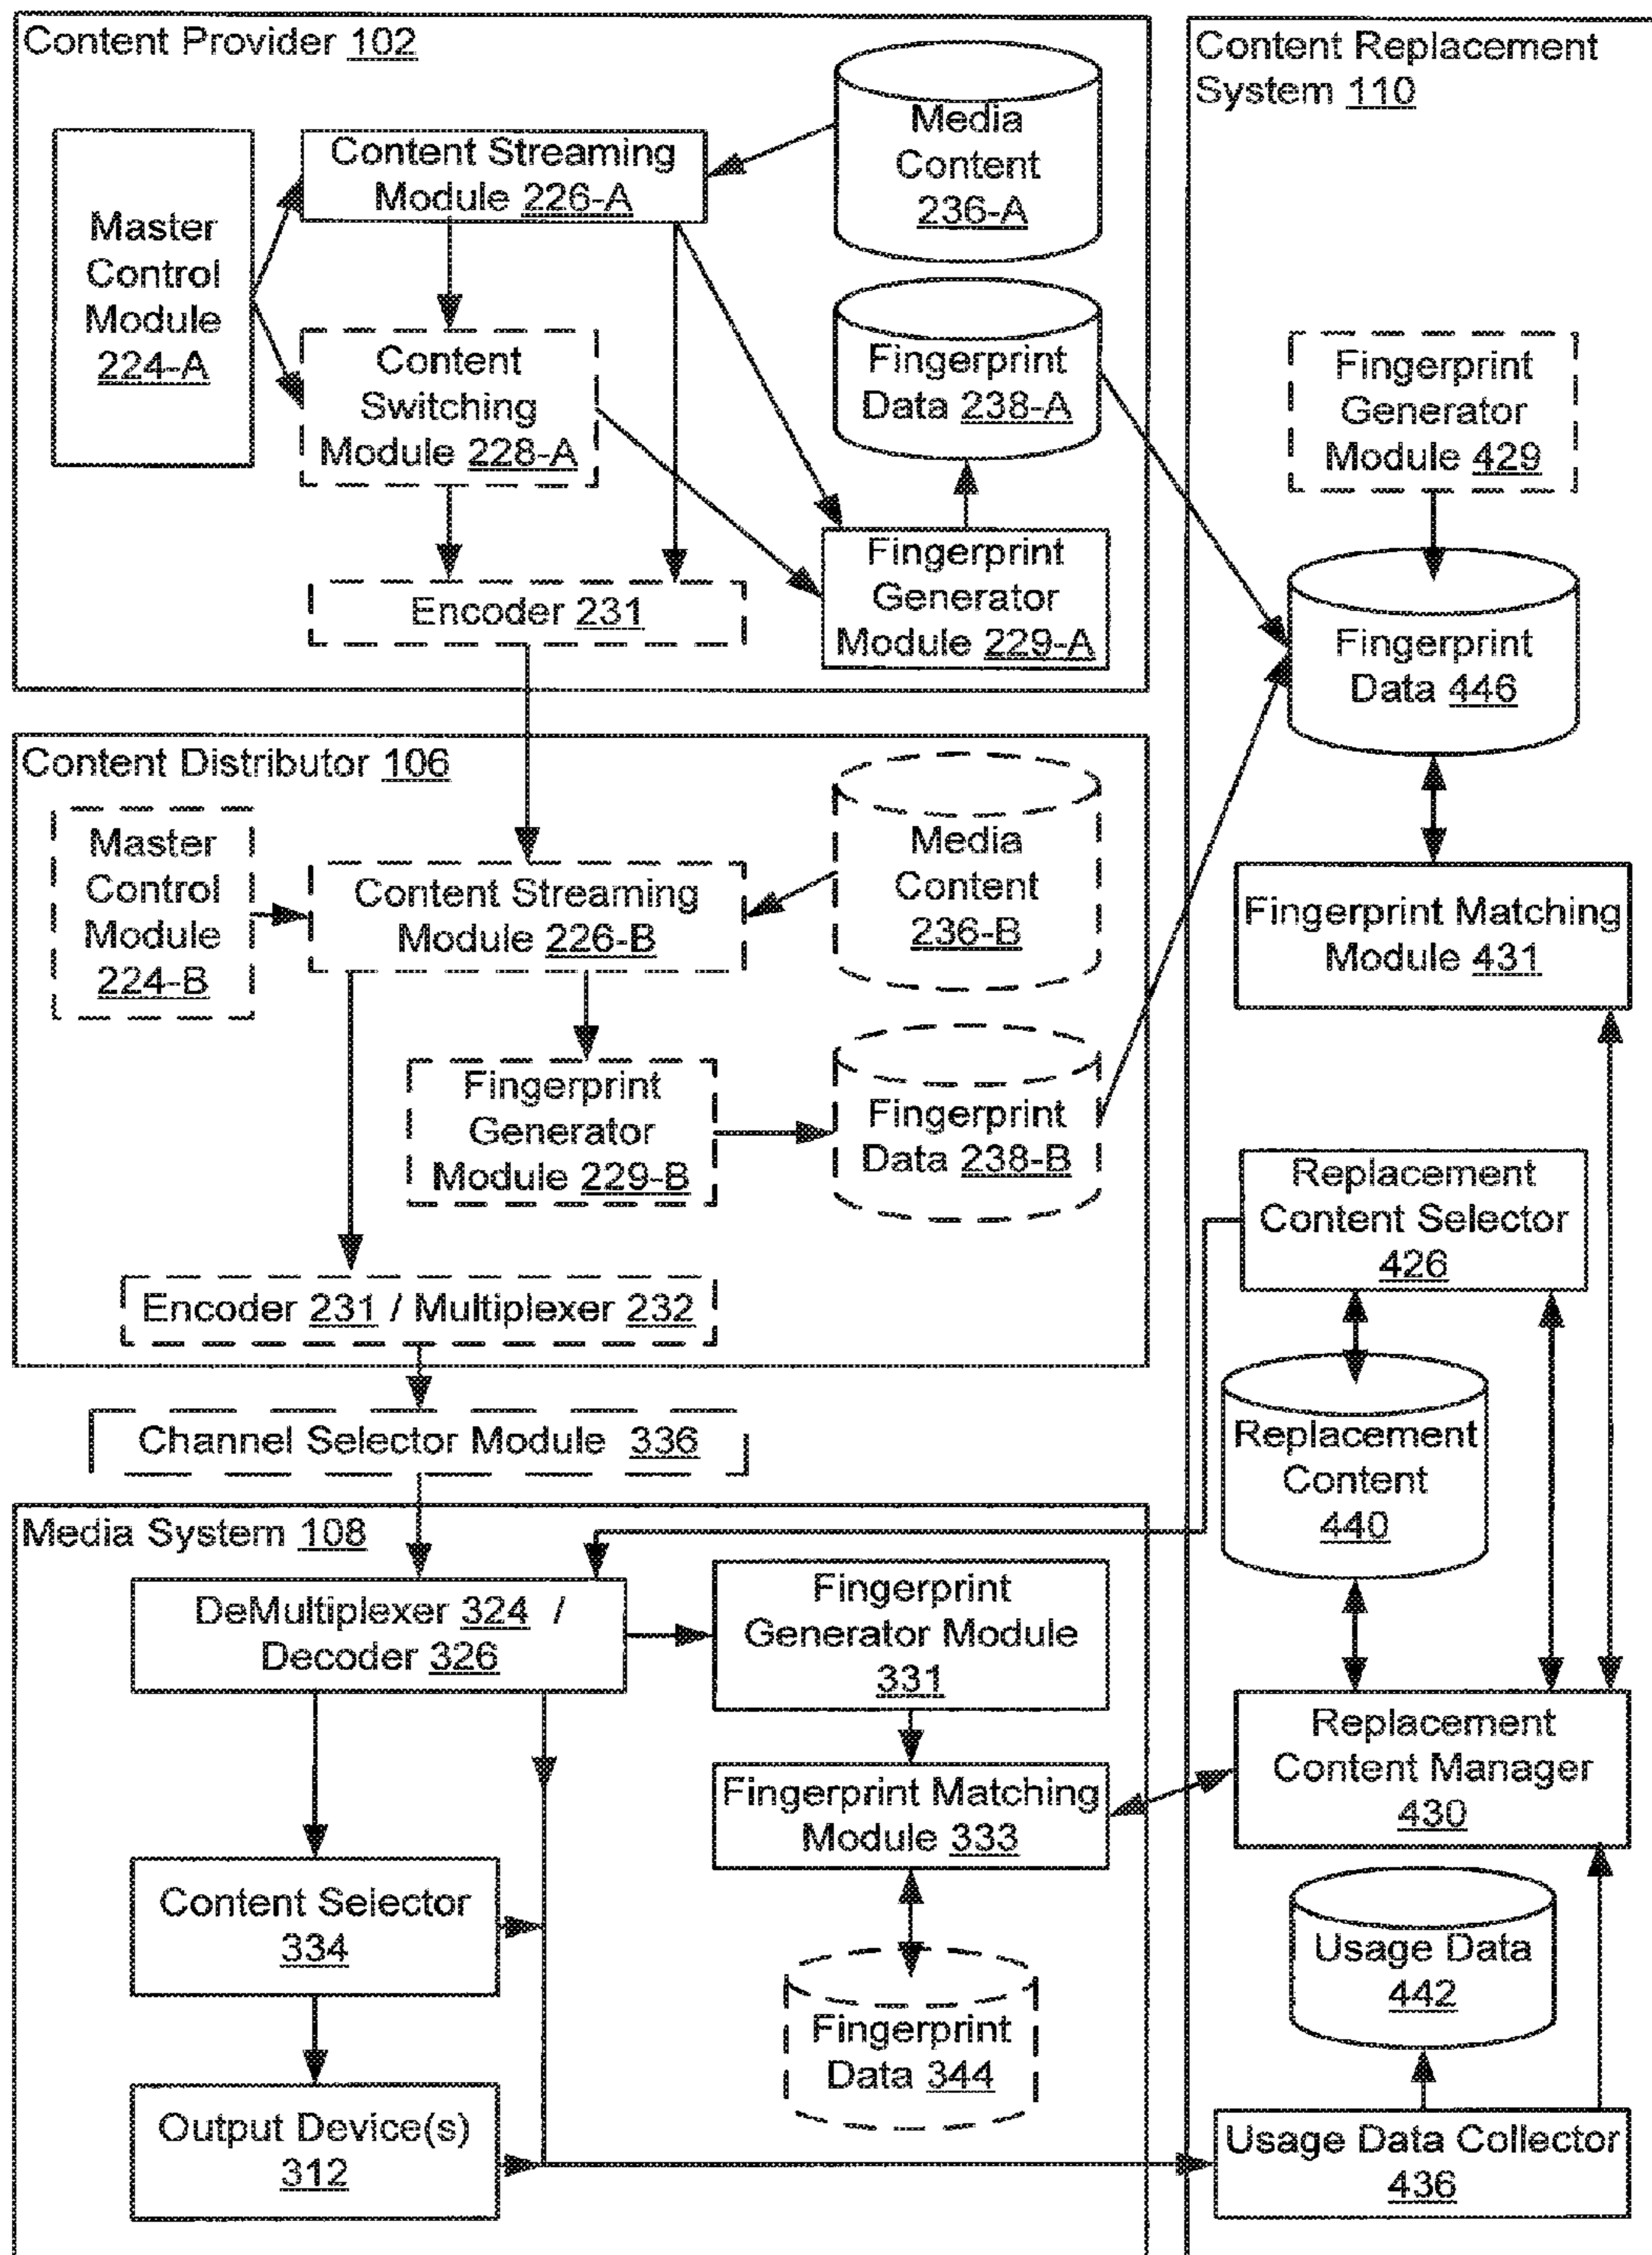 Content Provider 102
Master
Control
Module
224-A
Content Streaming
Module 226-A
Media
Content
236-A
Content
Switching
Module 228-A
Fingerprint
Data 238-A
Encoder 231
Fingerprint
Generator
Module 229-A
Content Distributor 106
Master
Control
Module
224-B
Content Streaming
Module 226-B
Media
Content
236-B
Fingerprint
Generator
Module 229-B
Fingerprint
Data 238-B
Encoder 231 / Multiplexer 232
Channel Selector Module 336
Media System 108
DeMultiplexer 324 /
Decoder 326
Fingerprint
Generator Module
331
Fingerprint Matching
Module 333
Content Selector
334
Fingerprint
Data 344
Output Device(s)
312
Content Replacement
System 110
Fingerprint
Generator
Module 429
Fingerprint
Data 446
Fingerprint Matching
Module 431
Replacement
Content Selector
426
Replacement
Content
440
Replacement
Content Manager
430
Usage Data
442
Usage Data Collector
436